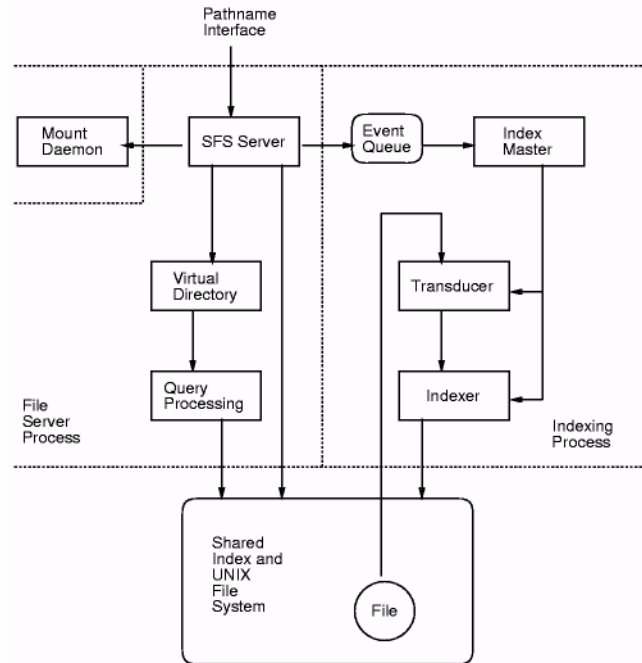 Pathname
Interface
Mount
Daemon
SFS Server
Event
Queue
Index
Master
Virtual
Directory
Transducer
Query
Processing
Indexer
File
Server
Process
Indexing
Process
Shared
Index and
UNIX
File
System
File